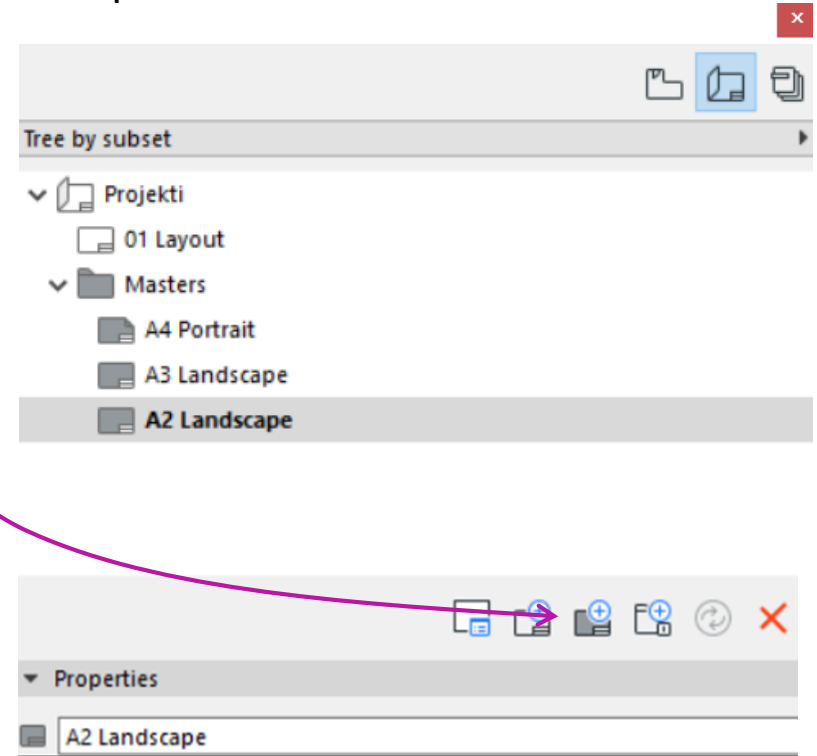 Tree by subset
Projekti
01 Layout
Masters
A4 Portrait
A3 Landscape
A2 Landscape
Properties
A2 Landscape